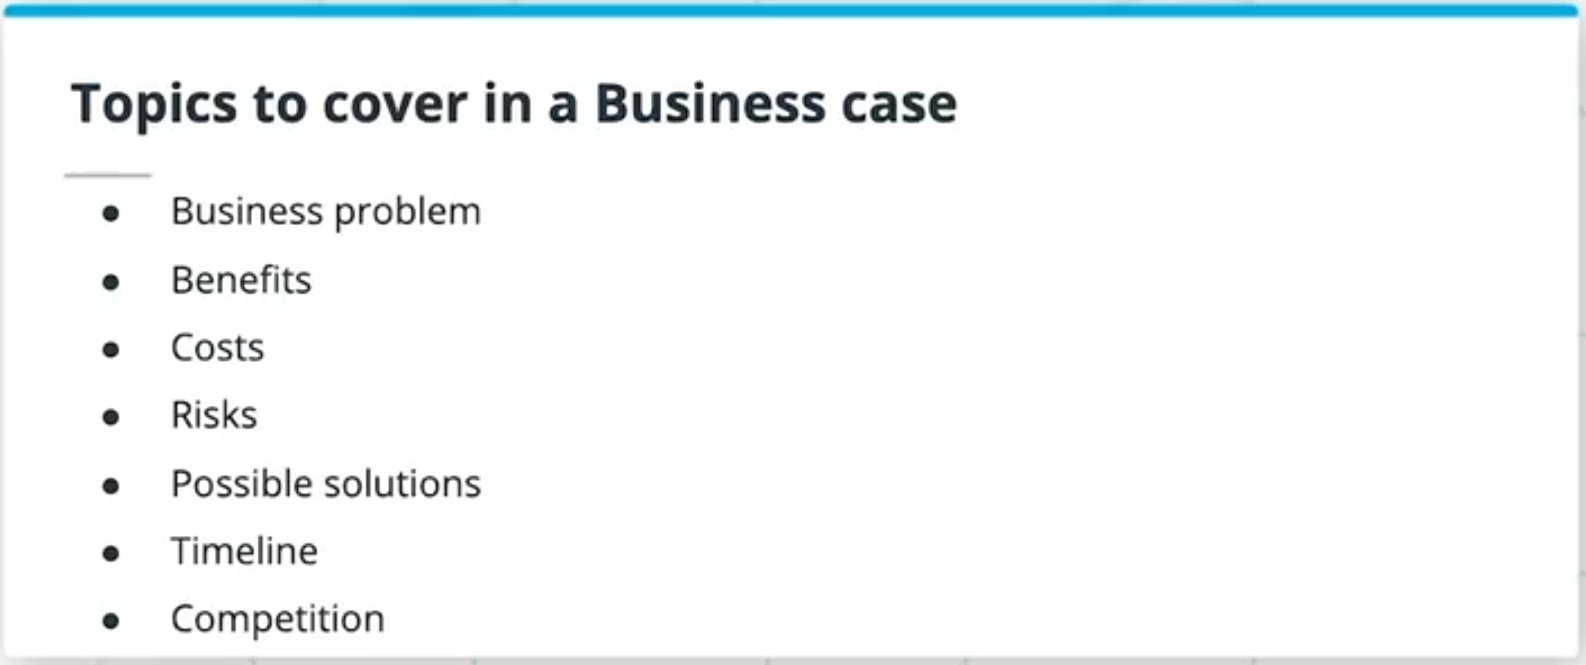 Topics to cover in a Business case
● Business problem
● Benefits
● Costs
● Risks
● Possible solutions
● Timeline
● Competition